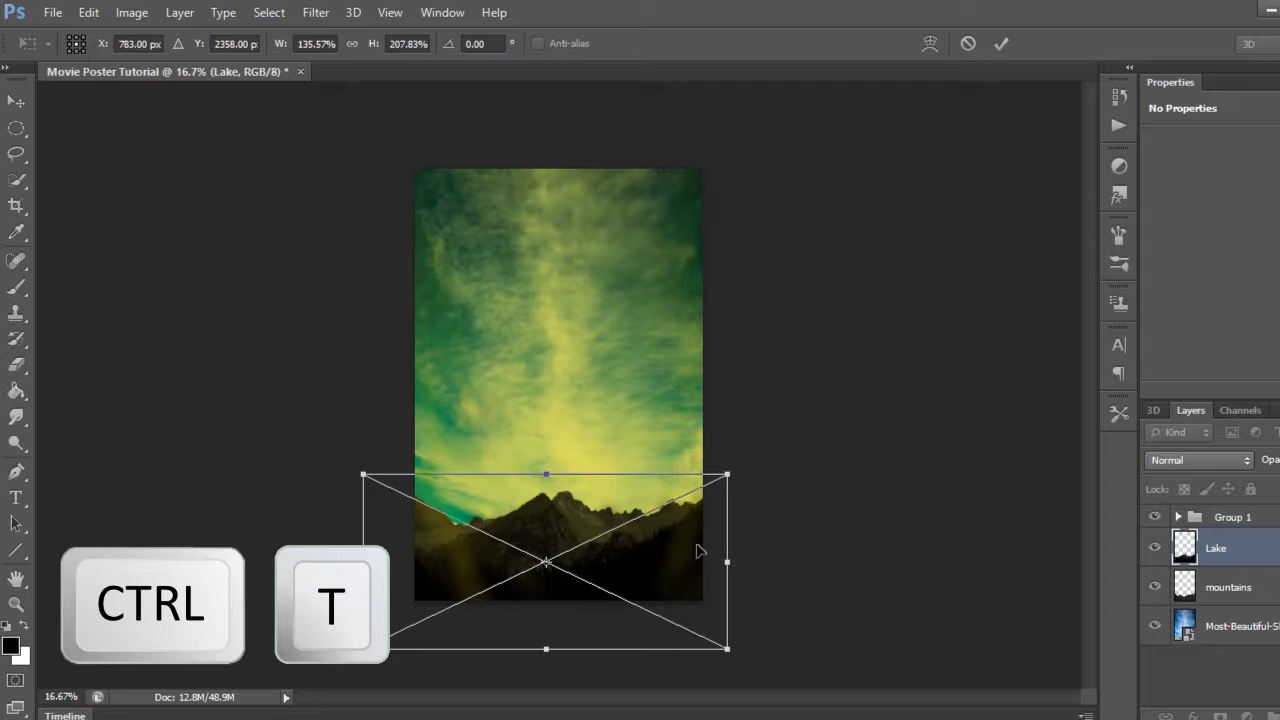 Ps File Edit Image Layer Type Select Filter 3D View Window Help
X: 783.00 px Y: 2358.00 px W: 135.57% H: 207.83% 0.00 ° Anti-alias 3D
Movie Poster Tutorial @ 16.7% (Lake, RGB/8) * ×
Properties
No Properties
3D Layers Channels
Kind
Normal Opa
Lock:
Group 1
Lake
mountains
Most-Beautiful-S
CTRL T
16.67% Doc: 12.8M/48.9M
Timeline